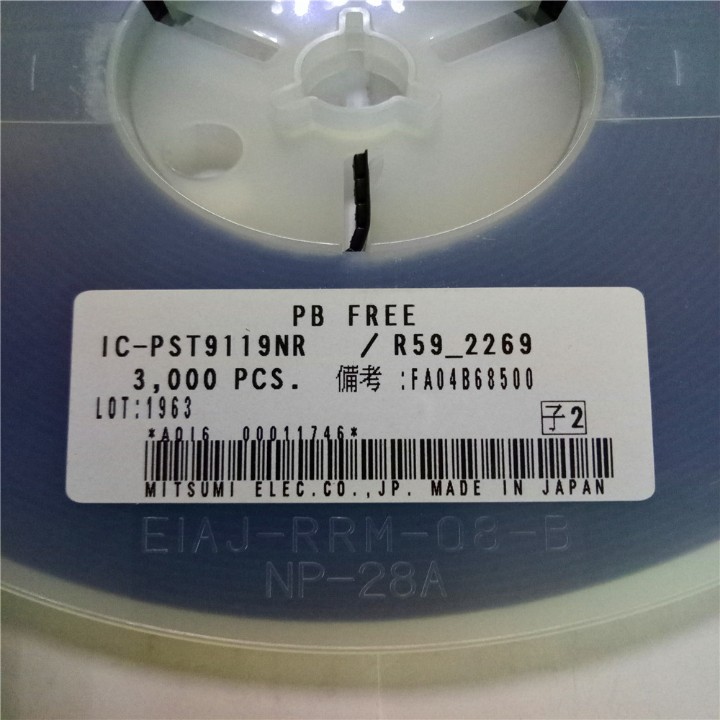 PB FREE
IC-PST9119NR / R59_2269
3,000 PCS. 備考 :FA04B68500
LOT:1963
子2
*A0I6 00011746*
MITSUMI ELEC.CO.,JP. MADE IN JAPAN
EIAJ-RRM-08-B
NP-28A